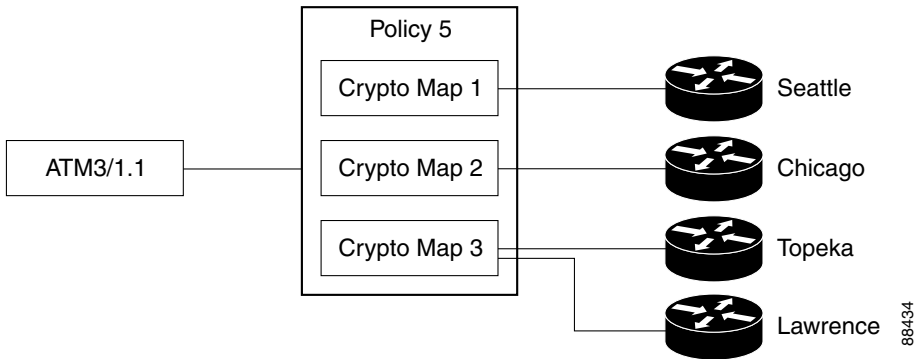 Policy 5
Crypto Map 1
Seattle
ATM3/1.1
Crypto Map 2
Chicago
Crypto Map 3
Topeka
Lawrence
88434